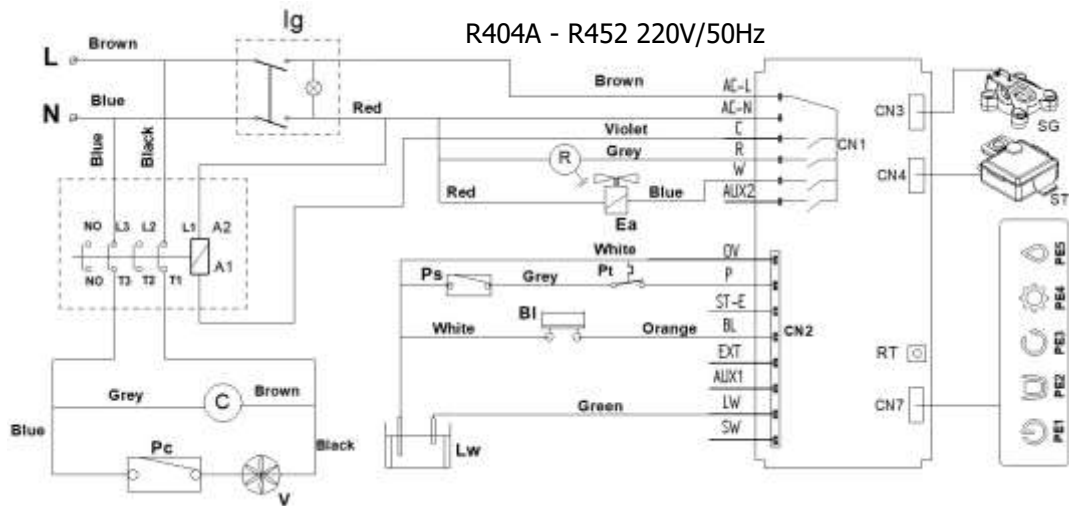 R404A - R452 220V/50Hz
Ig
L
Brown
N
Blue
Red
Blue
Black
Brown
AC-L
AC-N
Violet
C
Grey
R
R
W
Red
Blue
AUX2
Ea
CN1
CN3
SG
CN4
ST
NO
L3
L2
L1
A2
NO
T3
T2
T1
A1
White
0V
Ps
Grey
Pt
P
ST-E
White
Bl
Orange
BL
CN2
EXT
AUX1
Green
LW
SW
Lw
RT
CN7
PE5
PE4
PE3
PE2
PE1
Grey
C
Brown
Blue
Black
Pc
V